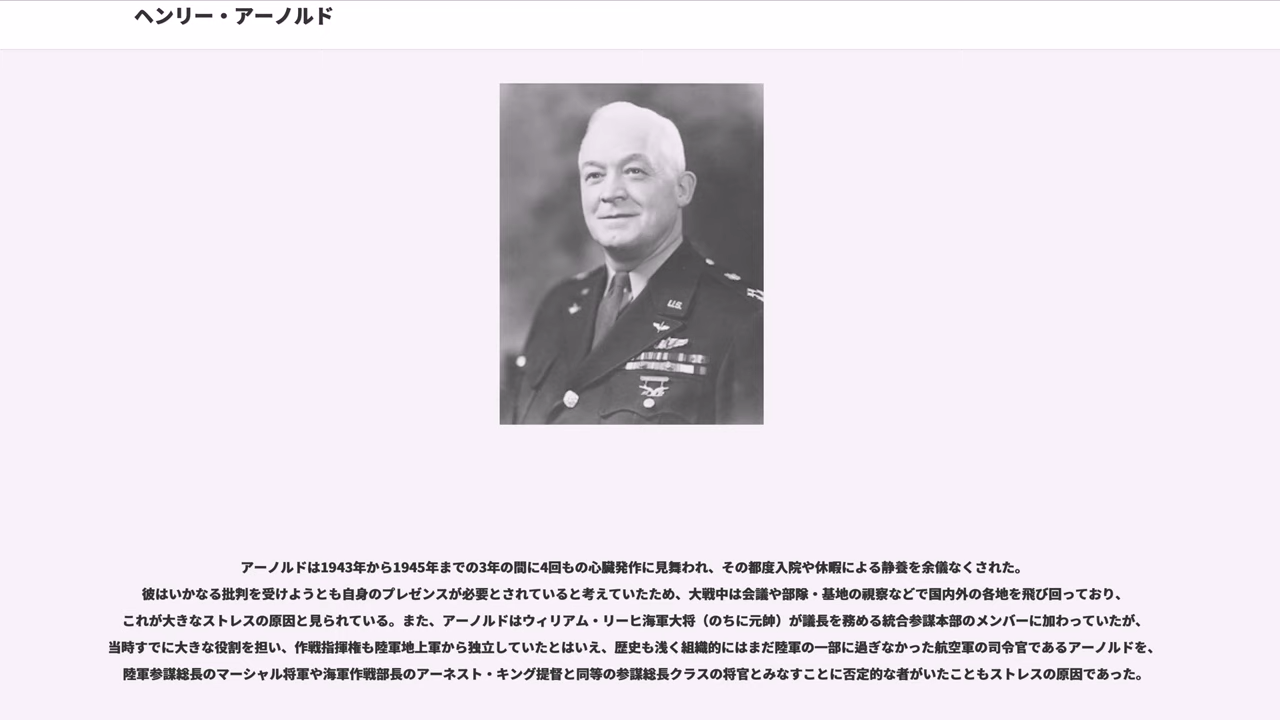 ヘンリー・アーノルド
U.S.
アーノルドは1943年から1945年までの3年の間に4回もの心臓発作に見舞われ、その都度入院や休暇による静養を余儀なくされた。
彼はいかなる批判を受けようとも自身のプレゼンスが必要とされていると考えていたため、大戦中は会議や部隊・基地の視察などで国内外の各地を飛び回っており、
これが大きなストレスの原因と見られている。また、アーノルドはウィリアム・リーヒ海軍大将（のちに元帥）が議長を務める統合参謀本部のメンバーに加わっていたが、
当時すでに大きな役割を担い、作戦指揮権も陸軍地上軍から独立していたとはいえ、歴史も浅く組織的にはまだ陸軍の一部に過ぎなかった航空軍の司令官であるアーノルドを、
陸軍参謀総長のマーシャル将軍や海軍作戦部長のアーネスト・キング提督と同等の参謀総長クラスの将官とみなすことに否定的な者がいたこともストレスの原因であった。